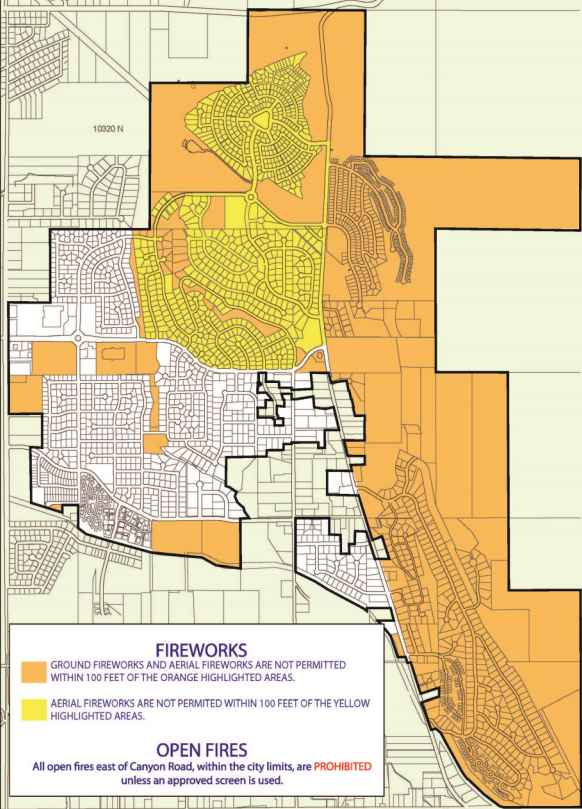 10320 N
FIREWORKS
GROUND FIREWORKS AND AERIAL FIREWORKS ARE NOT PERMITTED
WITHIN 100 FEET OF THE ORANGE HIGHLIGHTED AREAS.
AERIAL FIREWORKS ARE NOT PERMITED WITHIN 100 FEET OF THE YELLOW
HIGHLIGHTED AREAS.
OPEN FIRES
All open fires east of Canyon Road, within the city limits, are PROHIBITED
unless an approved screen is used.